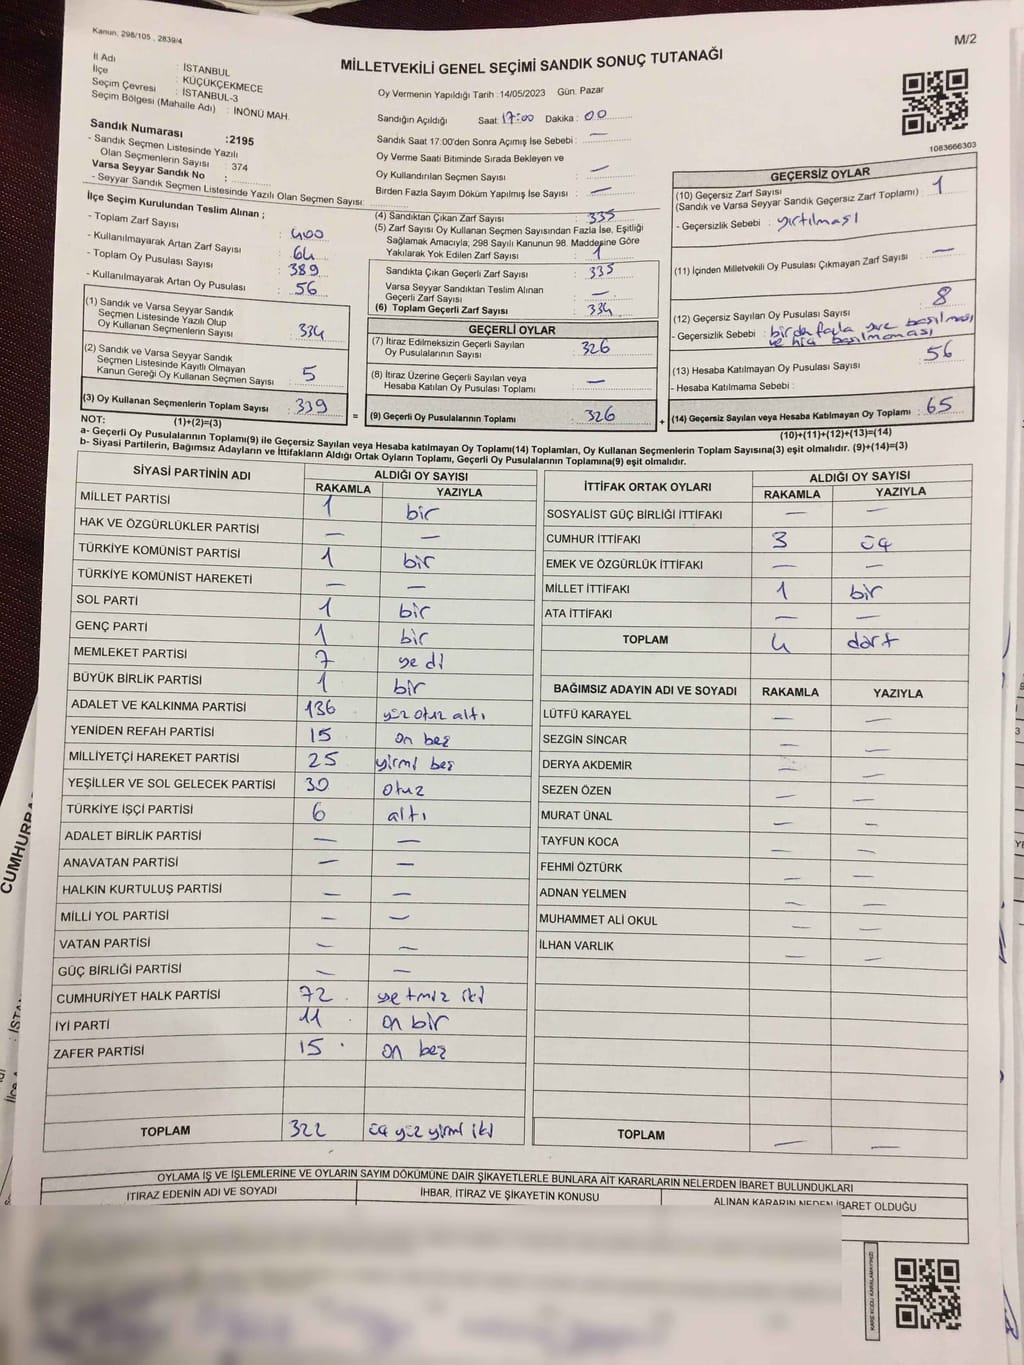 Kanun, 298/105 , 2839/4
M/2
MİLLETVEKİLİ GENEL SEÇİMİ SANDIK SONUÇ TUTANAĞI
İl Adı : İSTANBUL
İlçe : KÜÇÜKÇEKMECE
Seçim Çevresi : İSTANBUL-3
Seçim Bölgesi (Mahalle Adı) : İNÖNÜ MAH.
Sandık Numarası :2195
- Sandık Seçmen Listesinde Yazılı
Olan Seçmenlerin Sayısı : 374
Varsa Seyyar Sandık No :
- Seyyar Sandık Seçmen Listesinde Yazılı Olan Seçmen Sayısı:
Oy Vermenin Yapıldığı Tarih :14/05/2023 Gün. Pazar
Sandığın Açıldığı Saat: 17:00 Dakika: 00
Sandık Saat 17.00'den Sonra Açımış İse Sebebi : —
Oy Verme Saati Bitiminde Sırada Bekleyen ve
Oy Kullandırılan Seçmen Sayısı : —
Birden Fazla Sayım Döküm Yapılmış İse Sayısı : —
1083666303
İlçe Seçim Kurulundan Teslim Alınan ;
- Toplam Zarf Sayısı : 400
- Kullanılmayarak Artan Zarf Sayısı : 64
- Toplam Oy Pusulası Sayısı : 389
- Kullanılmayarak Artan Oy Pusulası : 56
(1) Sandık ve Varsa Seyyar Sandık
Seçmen Listesinde Yazılı Olup
Oy Kullanan Seçmenlerin Sayısı : 334
(2) Sandık ve Varsa Seyyar Sandık
Seçmen Listesinde Kayıtlı Olmayan
Kanun Gereği Oy Kullanan Seçmen Sayısı : 5
(3) Oy Kullanan Seçmenlerin Toplam Sayısı : 339
(1)+(2)=(3)
(4) Sandıktan Çıkan Zarf Sayısı : 335
(5) Zarf Sayısı Oy Kullanan Seçmen Sayısından Fazla İse, Eşitliği
Sağlamak Amacıyla; 298 Sayılı Kanunun 98. Maddesine Göre
Yakılarak Yok Edilen Zarf Sayısı : 1
Sandıkta Çıkan Geçerli Zarf Sayısı : 335
Varsa Seyyar Sandıktan Teslim Alınan
Geçerli Zarf Sayısı : —
(6) Toplam Geçerli Zarf Sayısı : 334
GEÇERLİ OYLAR
(7) İtiraz Edilmeksizin Geçerli Sayılan
Oy Pusulalarının Sayısı : 326
(8) İtiraz Üzerine Geçerli Sayılan veya
Hesaba Katılan Oy Pusulası Toplamı : —
= (9) Geçerli Oy Pusulalarının Toplamı : 326
GEÇERSİZ OYLAR
(10) Geçersiz Zarf Sayısı : 1
(Sandık ve Varsa Seyyar Sandık Geçersiz Zarf Toplamı)
- Geçersizlik Sebebi : yırtılması
(11) İçinden Milletvekili Oy Pusulası Çıkmayan Zarf Sayısı : —
(12) Geçersiz Sayılan Oy Pusulası Sayısı : 8
- Geçersizlik Sebebi : birden fazla yere basılması
ve hiç basılmaması
(13) Hesaba Katılmayan Oy Pusulası Sayısı : 56
- Hesaba Katılmama Sebebi :
+ (14) Geçersiz Sayılan veya Hesaba Katılmayan Oy Toplamı : 65
(10)+(11)+(12)+(13)=(14)
NOT:
a- Geçerli Oy Pusulalarının Toplamı(9) ile Geçersiz Sayılan veya Hesaba katılmayan Oy Toplamı(14) Toplamları, Oy Kullanan Seçmenlerin Toplam Sayısına(3) eşit olmalıdır. (9)+(14)=(3)
b- Siyasi Partilerin, Bağımsız Adayların ve İttifakların Aldığı Oyların Toplamı, Geçerli Oy Pusulalarının Toplamına(9) eşit olmalıdır.
SİYASİ PARTİNİN ADI ALDIĞI OY SAYISI
RAKAMLA YAZIYLA
MİLLET PARTİSİ 1 bir
HAK VE ÖZGÜRLÜKLER PARTİSİ — —
TÜRKİYE KOMÜNİST PARTİSİ 1 bir
TÜRKİYE KOMÜNİST HAREKETİ — —
SOL PARTİ 1 bir
GENÇ PARTİ 1 bir
MEMLEKET PARTİSİ 7 yedi
BÜYÜK BİRLİK PARTİSİ 1 bir
ADALET VE KALKINMA PARTİSİ 136 yüz otuz altı
YENİDEN REFAH PARTİSİ 15 on beş
MİLLİYETÇİ HAREKET PARTİSİ 25 yirmi beş
YEŞİLLER VE SOL GELECEK PARTİSİ 30 otuz
TÜRKİYE İŞÇİ PARTİSİ 6 altı
ADALET BİRLİK PARTİSİ — —
ANAVATAN PARTİSİ — —
HALKIN KURTULUŞ PARTİSİ — —
MİLLİ YOL PARTİSİ — —
VATAN PARTİSİ — —
GÜÇ BİRLİĞİ PARTİSİ — —
CUMHURİYET HALK PARTİSİ 72 yetmiz iki
İYİ PARTİ 11 on bir
ZAFER PARTİSİ 15 on beş
TOPLAM 322 üç yüz yirmi iki
İTTİFAK ORTAK OYLARI ALDIĞI OY SAYISI
RAKAMLA YAZIYLA
SOSYALİST GÜÇ BİRLİĞİ İTTİFAKI — —
CUMHUR İTTİFAKI 3 üç
EMEK VE ÖZGÜRLÜK İTTİFAKI — —
MİLLET İTTİFAKI 1 bir
ATA İTTİFAKI — —
TOPLAM 4 dört
BAĞIMSIZ ADAYIN ADI VE SOYADI RAKAMLA YAZIYLA
LÜTFÜ KARAYEL — —
SEZGİN SİNCAR — —
DERYA AKDEMİR — —
SEZEN ÖZEN — —
MURAT ÜNAL — —
TAYFUN KOCA — —
FEHMİ ÖZTÜRK — —
ADNAN YELMEN — —
MUHAMMET ALİ OKUL — —
İLHAN VARLIK — —
TOPLAM — —
OYLAMA İŞ VE İŞLEMLERİNE VE OYLARIN SAYIM DÖKÜMÜNE DAİR ŞİKAYETLERLE BUNLARA AİT KARARLARIN NELERDEN İBARET BULUNDUKLARI
İTİRAZ EDENİN ADI VE SOYADI İHBAR, İTİRAZ VE ŞİKAYETİN KONUSU ALINAN KARARIN NEDEN İBARET OLDUĞU